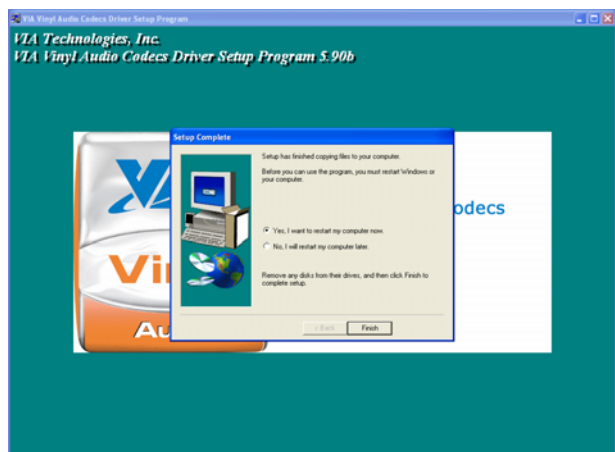 VIA Vinyl Audio Codecs Driver Setup Program
VIA Technologies, Inc.
VIA Vinyl Audio Codecs Driver Setup Program 5.90b
Setup Complete
Setup has finished copying files to your computer.
Before you can use the program, you must restart Windows or
your computer.
Yes, I want to restart my computer now.
No, I will restart my computer later.
Remove any disks from their drives, and then click Finish to
complete setup.
< Back
Finish
VIA
odecs
Vi
Au